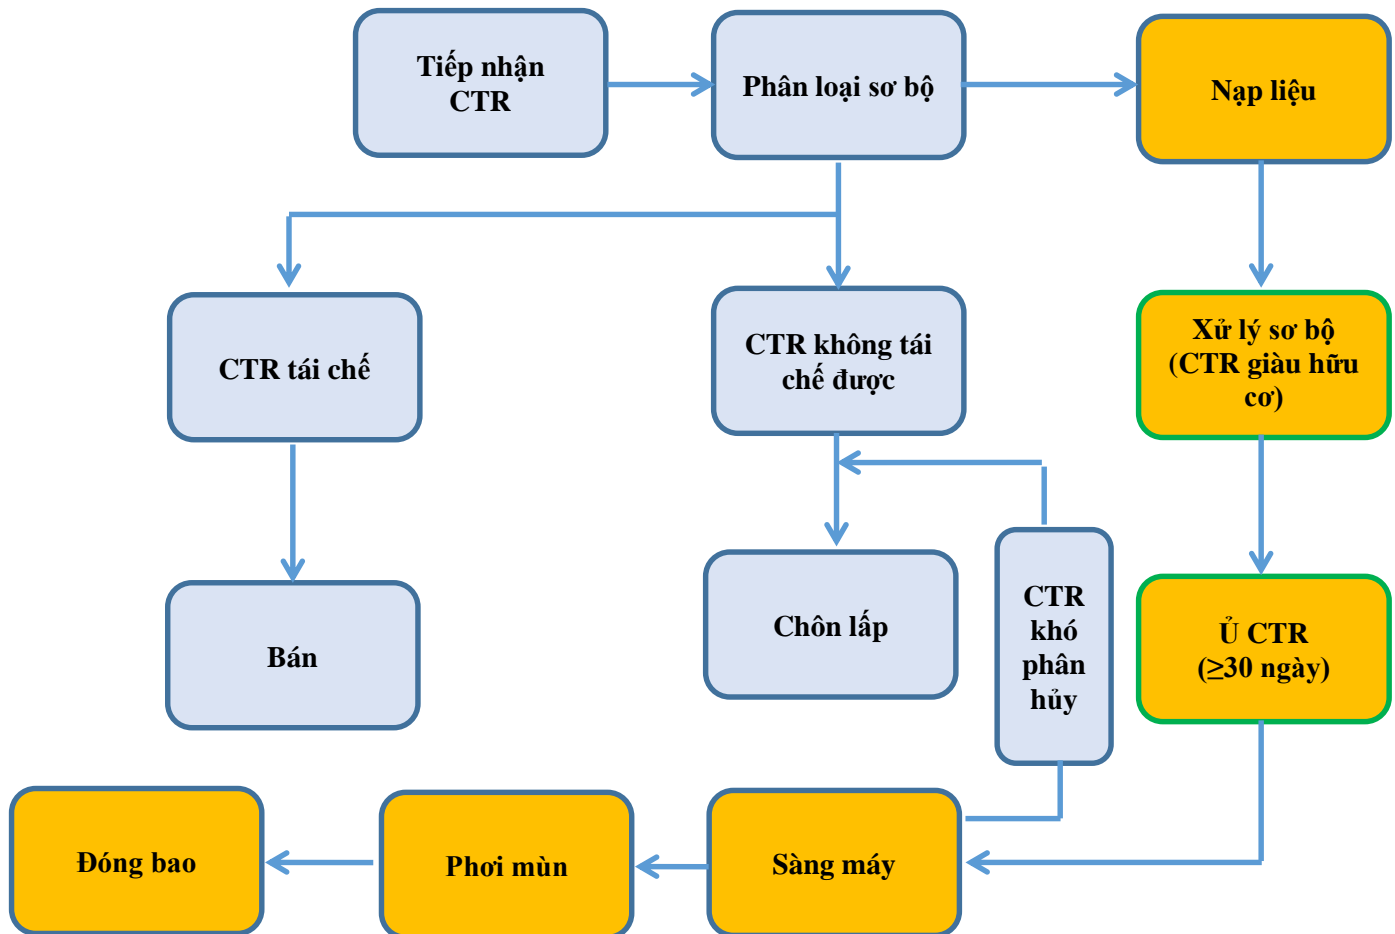 Tiếp nhận
CTR
Phân loại sơ bộ
Nạp liệu
CTR tái chế
CTR không tái
chế được
Xử lý sơ bộ
(CTR giàu hữu
cơ)
Bán
Chôn lấp
CTR
khó
phân
hủy
Ủ CTR
(≥30 ngày)
Đóng bao
Phơi mùn
Sàng máy